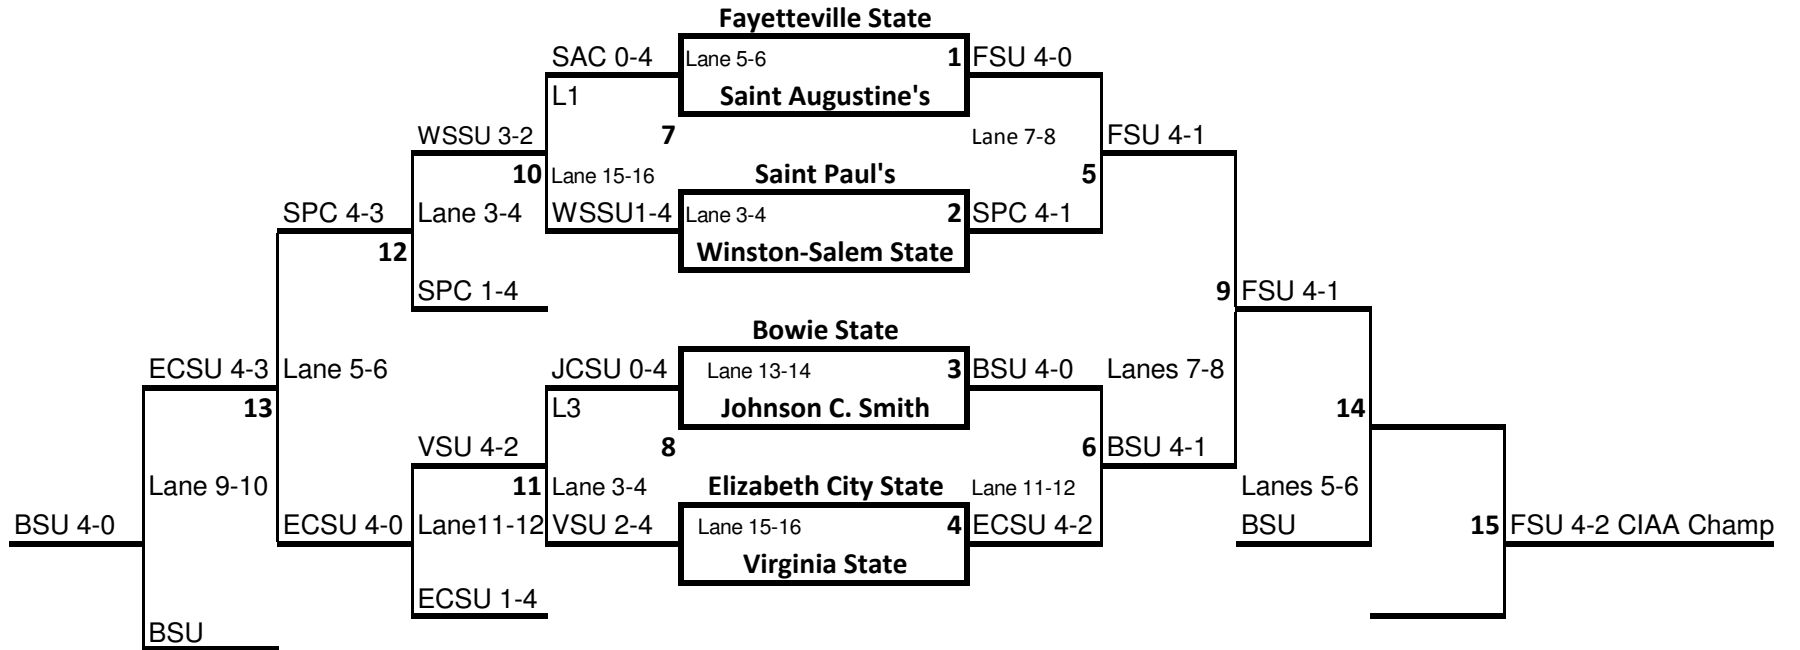 Fayetteville State
SAC 0-4 Lane 5-6 1 FSU 4-0
L1 Saint Augustine's
WSSU 3-2 7 Lane 7-8 FSU 4-1
10 Lane 15-16 Saint Paul's 5
SPC 4-3 Lane 3-4 WSSU1-4 Lane 3-4 2 SPC 4-1
12 Winston-Salem State
SPC 1-4 9 FSU 4-1
Bowie State
ECSU 4-3 Lane 5-6 JCSU 0-4 Lane 13-14 3 BSU 4-0 Lanes 7-8
13 L3 Johnson C. Smith 14
VSU 4-2 8 6 BSU 4-1
Lane 9-10 11 Lane 3-4 Elizabeth City State Lane 11-12 Lanes 5-6
BSU 4-0 ECSU 4-0 Lane11-12 VSU 2-4 Lane 15-16 4 ECSU 4-2 BSU 15 FSU 4-2 CIAA Champ
Virginia State
ECSU 1-4
BSU